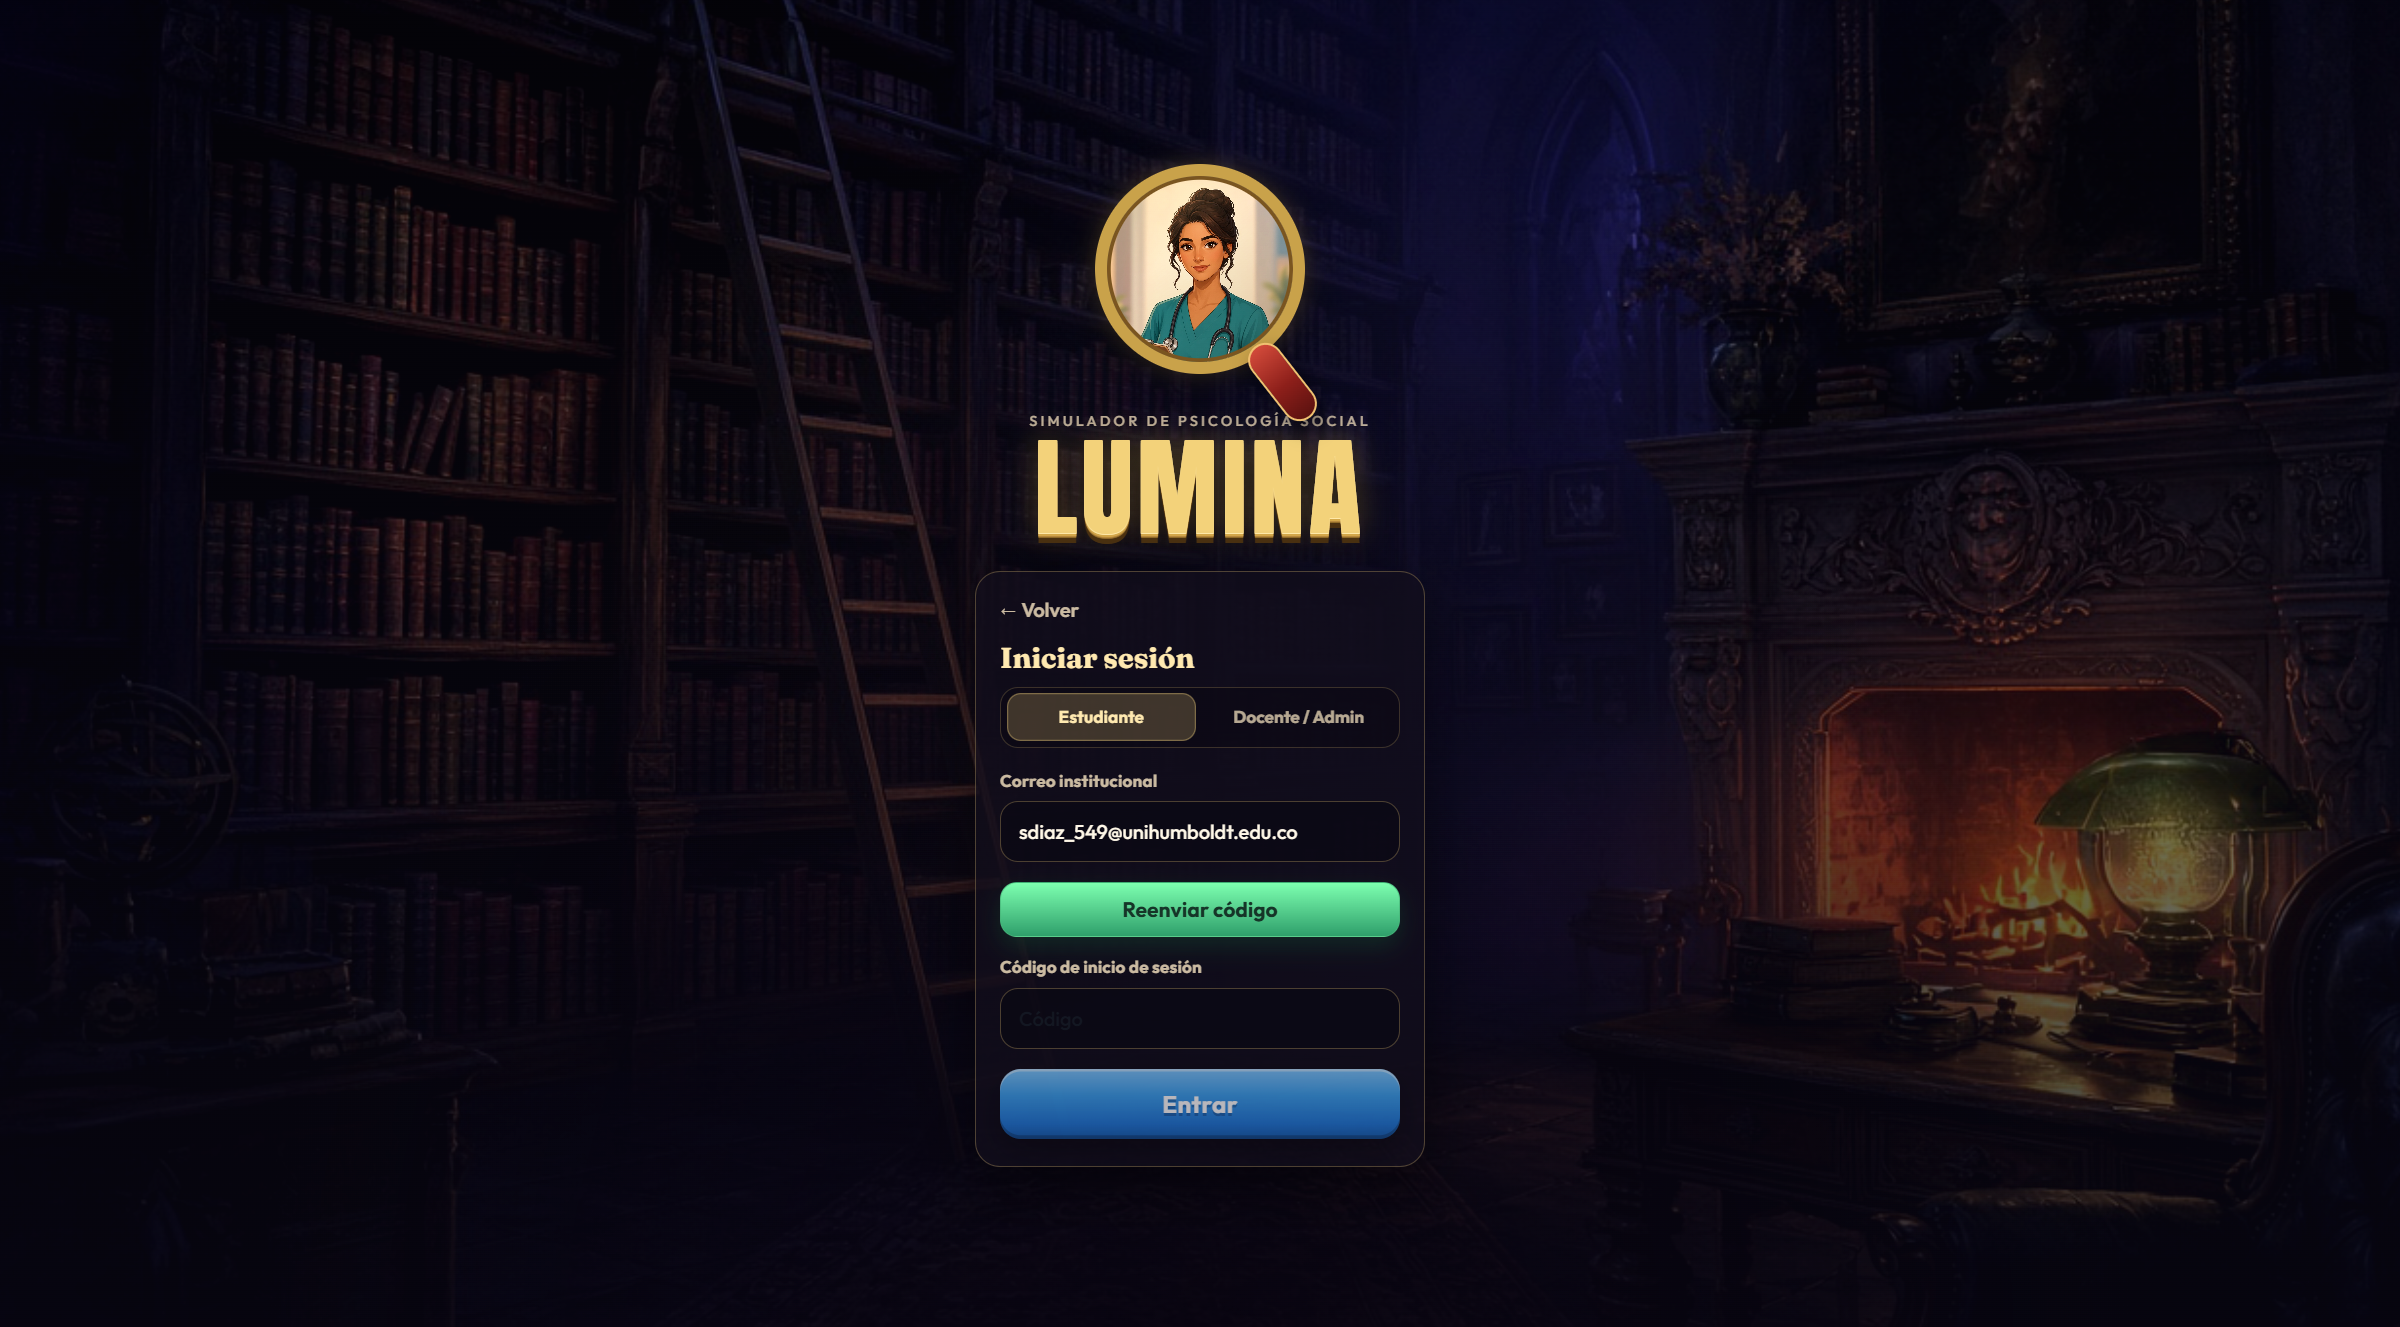 SIMULADOR DE PSICOLOGÍA SOCIAL
LUMINA
← Volver
Iniciar sesión
Estudiante
Docente / Admin
Correo institucional
sdiaz_549@unihumboldt.edu.co
Reenviar código
Código de inicio de sesión
Código
Entrar